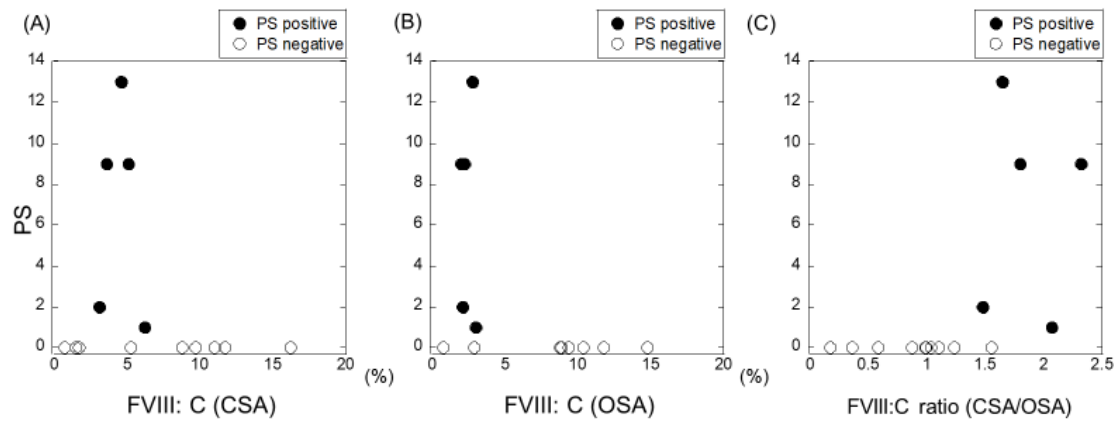 (A)
PS positive
PS negative
14
12
10
8
6
4
2
0
PS
0 5 10 15 20
(%)
FVIII: C (CSA)
(B)
PS positive
PS negative
14
12
10
8
6
4
2
0
0 5 10 15 20
(%)
FVIII: C (OSA)
(C)
PS positive
PS negative
14
12
10
8
6
4
2
0
0 0.5 1 1.5 2 2.5
FVIII:C ratio (CSA/OSA)